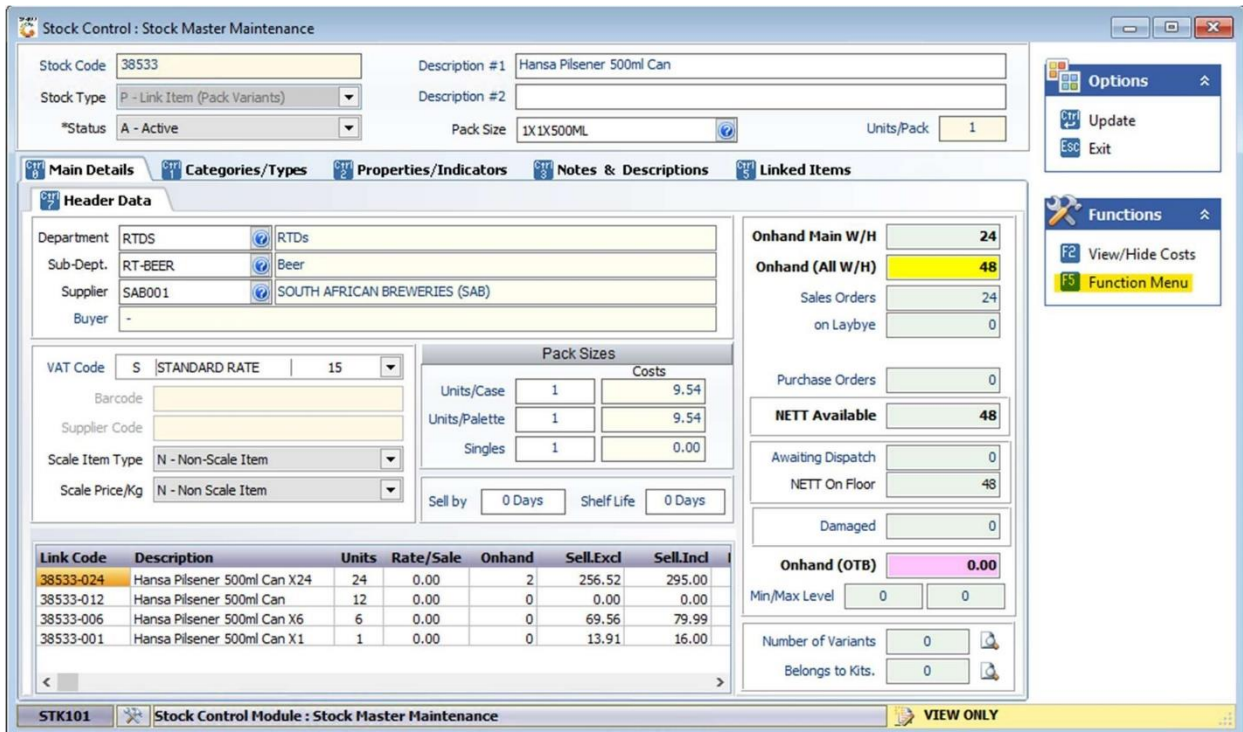 Stock Control : Stock Master Maintenance
Stock Code 38533 Description #1 Hansa Pilsener 500ml Can
Stock Type P - Link Item (Pack Variants) Description #2
*Status A - Active Pack Size 1X1X500ML Units/Pack 1
Main Details Categories/Types Properties/Indicators Notes & Descriptions Linked Items
Header Data
Department RTDS RTDs
Sub-Dept. RT-BEER Beer
Supplier SAB001 SOUTH AFRICAN BREWERIES (SAB)
Buyer -
VAT Code S STANDARD RATE 15
Barcode
Supplier Code
Scale Item Type N - Non-Scale Item
Scale Price/Kg N - Non Scale Item
Pack Sizes
Costs
Units/Case 1 9.54
Units/Palette 1 9.54
Singles 1 0.00
Sell by 0 Days Shelf Life 0 Days
Link Code Description Units Rate/Sale Onhand Sell.Excl Sell.Incl
38533-024 Hansa Pilsener 500ml Can X24 24 0.00 2 256.52 295.00
38533-012 Hansa Pilsener 500ml Can 12 0.00 0 0.00 0.00
38533-006 Hansa Pilsener 500ml Can X6 6 0.00 0 69.56 79.99
38533-001 Hansa Pilsener 500ml Can X1 1 0.00 0 13.91 16.00
Onhand Main W/H 24
Onhand (All W/H) 48
Sales Orders 24
on Laybye 0
Purchase Orders 0
NETT Available 48
Awaiting Dispatch 0
NETT On Floor 48
Damaged 0
Onhand (OTB) 0.00
Min/Max Level 0 0
Number of Variants 0
Belongs to Kits. 0
Options
Ctrl Update
Esc Exit
Functions
F2 View/Hide Costs
F5 Function Menu
STK101 Stock Control Module : Stock Master Maintenance VIEW ONLY